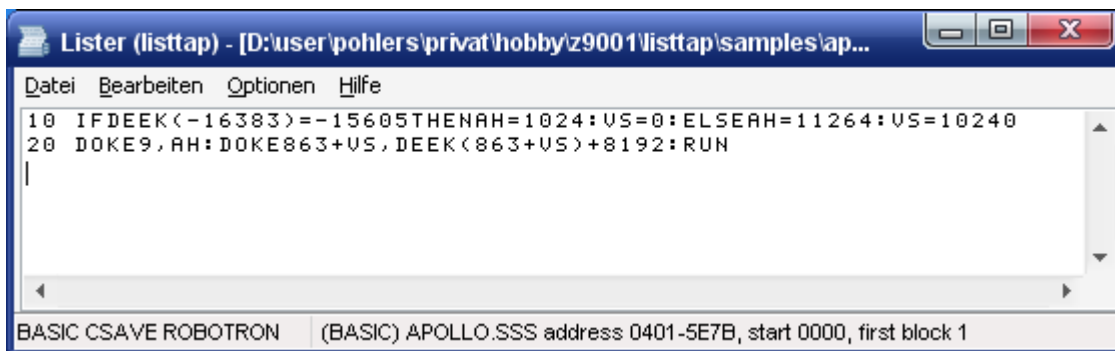 Lister (listtap) - [D:\user\pohlers\privat\hobby\z9001\listtap\samples\ap...
Datei Bearbeiten Optionen Hilfe
10 IFDEEK(-16383)=-15605THENAH=1024:VS=0:ELSEAH=11264:VS=10240
20 DOKE9,AH:DOKE863+VS,DEEK(863+VS)+8192:RUN
BASIC CSAVE ROBOTRON (BASIC) APOLLO.SSS address 0401-5E7B, start 0000, first block 1